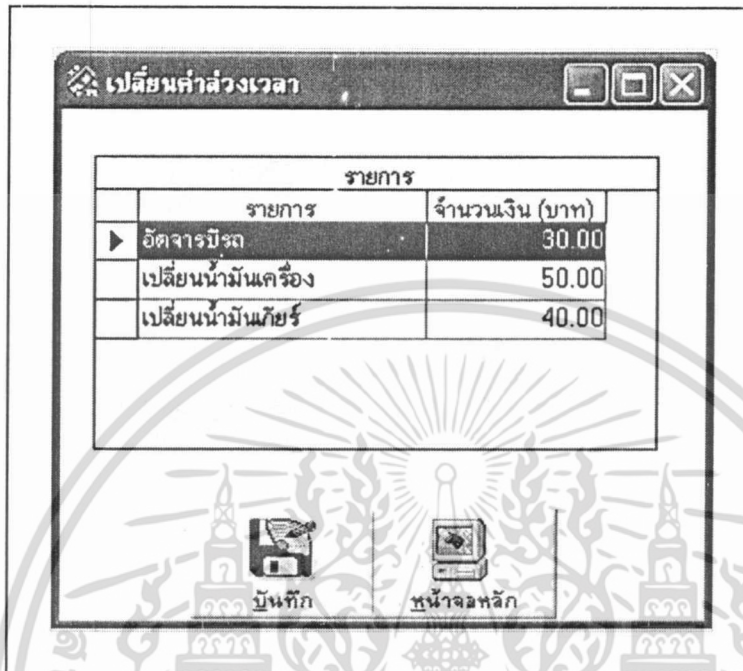 เปลี่ยนค่าล่วงเวลา
รายการ
รายการ จำนวนเงิน (บาท)
อัดจารบีรถ 30.00
เปลี่ยนน้ำมันเครื่อง 50.00
เปลี่ยนน้ำมันเกียร์ 40.00
บันทึก หน้าจอหลัก